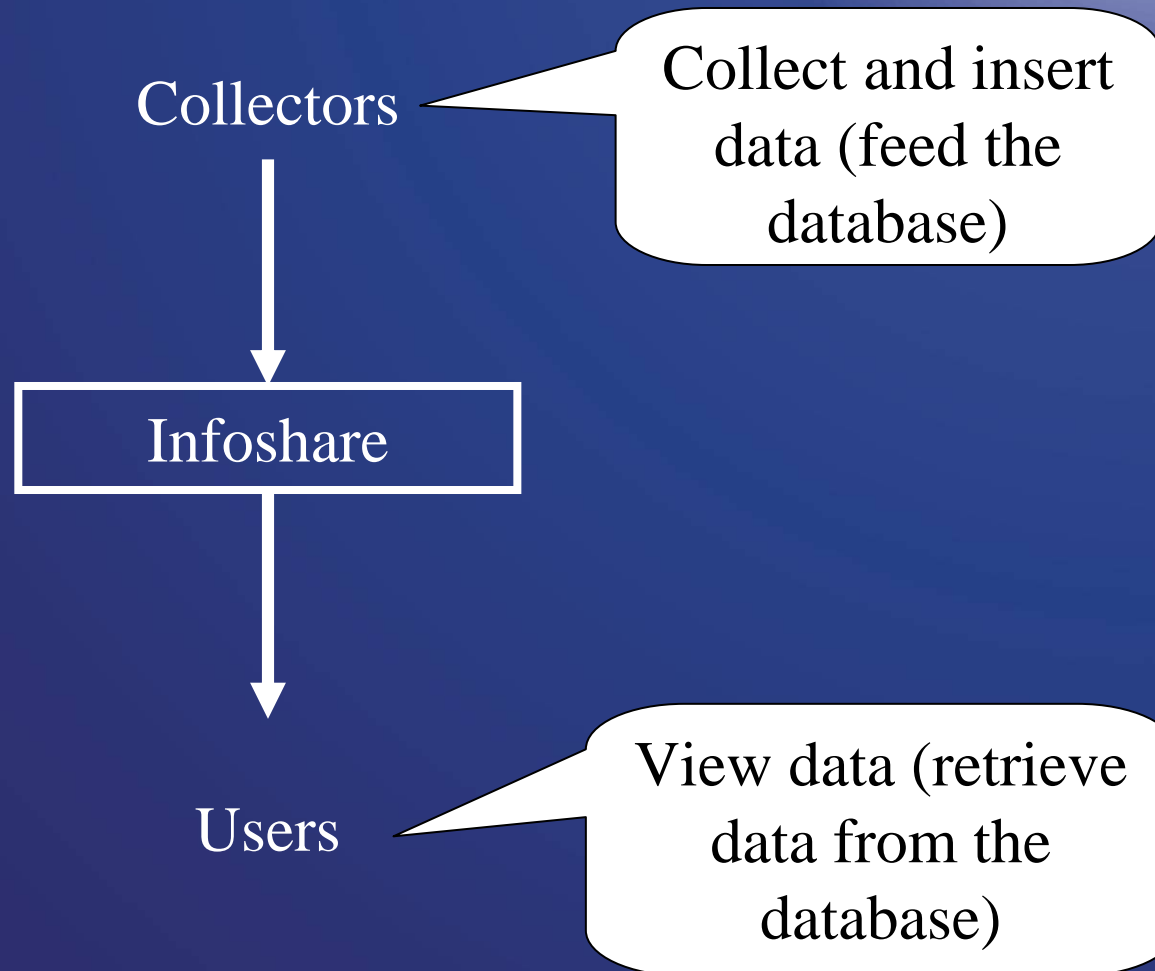 Collectors
Collect and insert
data (feed the
database)
Infoshare
Users
View data (retrieve
data from the
database)